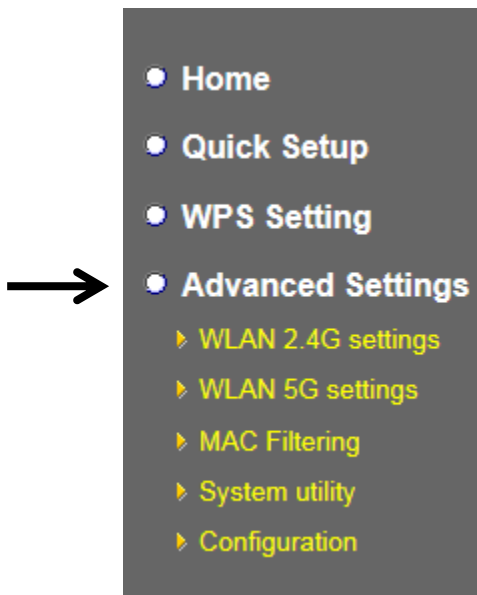 Home
Quick Setup
WPS Setting
Advanced Settings
WLAN 2.4G settings
WLAN 5G settings
MAC Filtering
System utility
Configuration